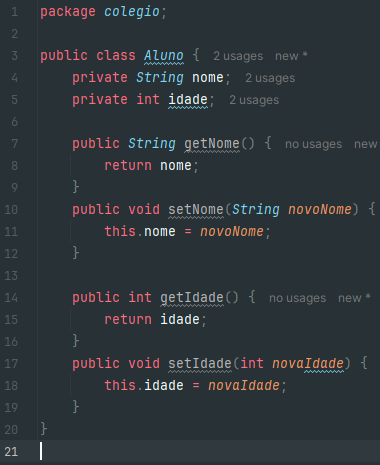 1 package colegio;
2
3 public class Aluno { 2 usages new *
4 private String nome; 2 usages
5 private int idade; 2 usages
6
7 public String getNome() { no usages new
8 return nome;
9 }
10 public void setNome(String novoNome) {
11 this.nome = novoNome;
12 }
13
14 public int getIdade() { no usages new *
15 return idade;
16 }
17 public void setIdade(int novaIdade) {
18 this.idade = novaIdade;
19 }
20 }
21